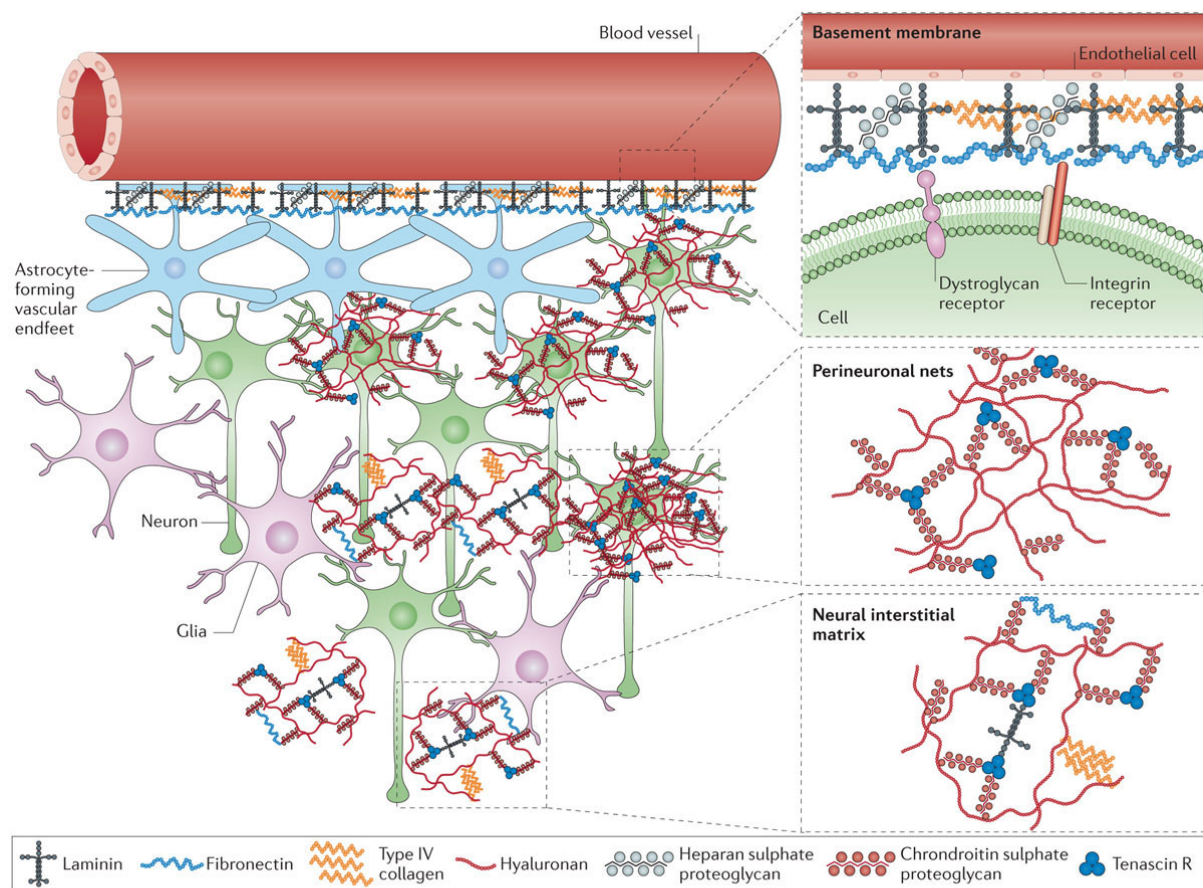 Blood vessel
Basement membrane
Endothelial cell
Astrocyte-
forming
vascular
endfeet
Dystroglycan
receptor
Integrin
receptor
Cell
Perineuronal nets
Neuron
Glia
Neural interstitial
matrix
Laminin
Fibronectin
Type IV
collagen
Hyaluronan
Heparan sulphate
proteoglycan
Chrondroitin sulphate
proteoglycan
Tenascin R